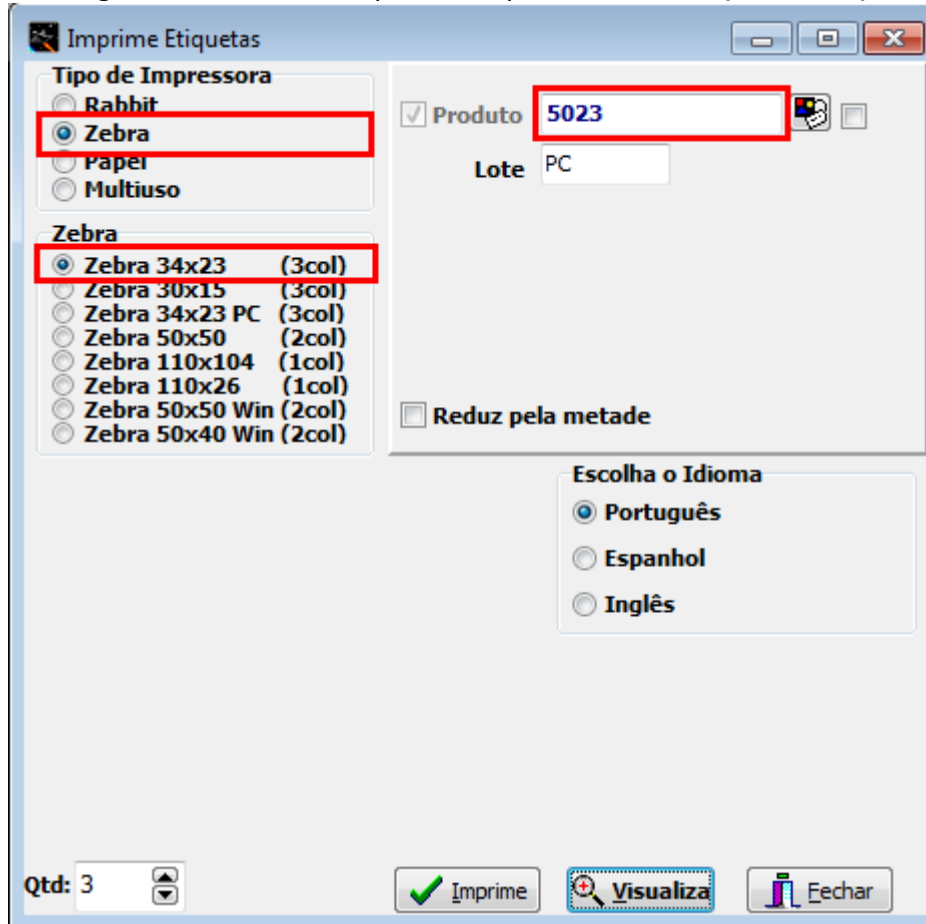 Imprime Etiquetas
Tipo de Impressora
Rabbit
Zebra
Papel
Multiuso
Produto 5023
Lote PC
Zebra
Zebra 34x23 (3col)
Zebra 30x15 (3col)
Zebra 34x23 PC (3col)
Zebra 50x50 (2col)
Zebra 110x104 (1col)
Zebra 110x26 (1col)
Zebra 50x50 Win (2col)
Zebra 50x40 Win (2col)
Reduz pela metade
Escolha o Idioma
Português
Espanhol
Inglês
Qtd: 3
Imprime
Visualiza
Fechar